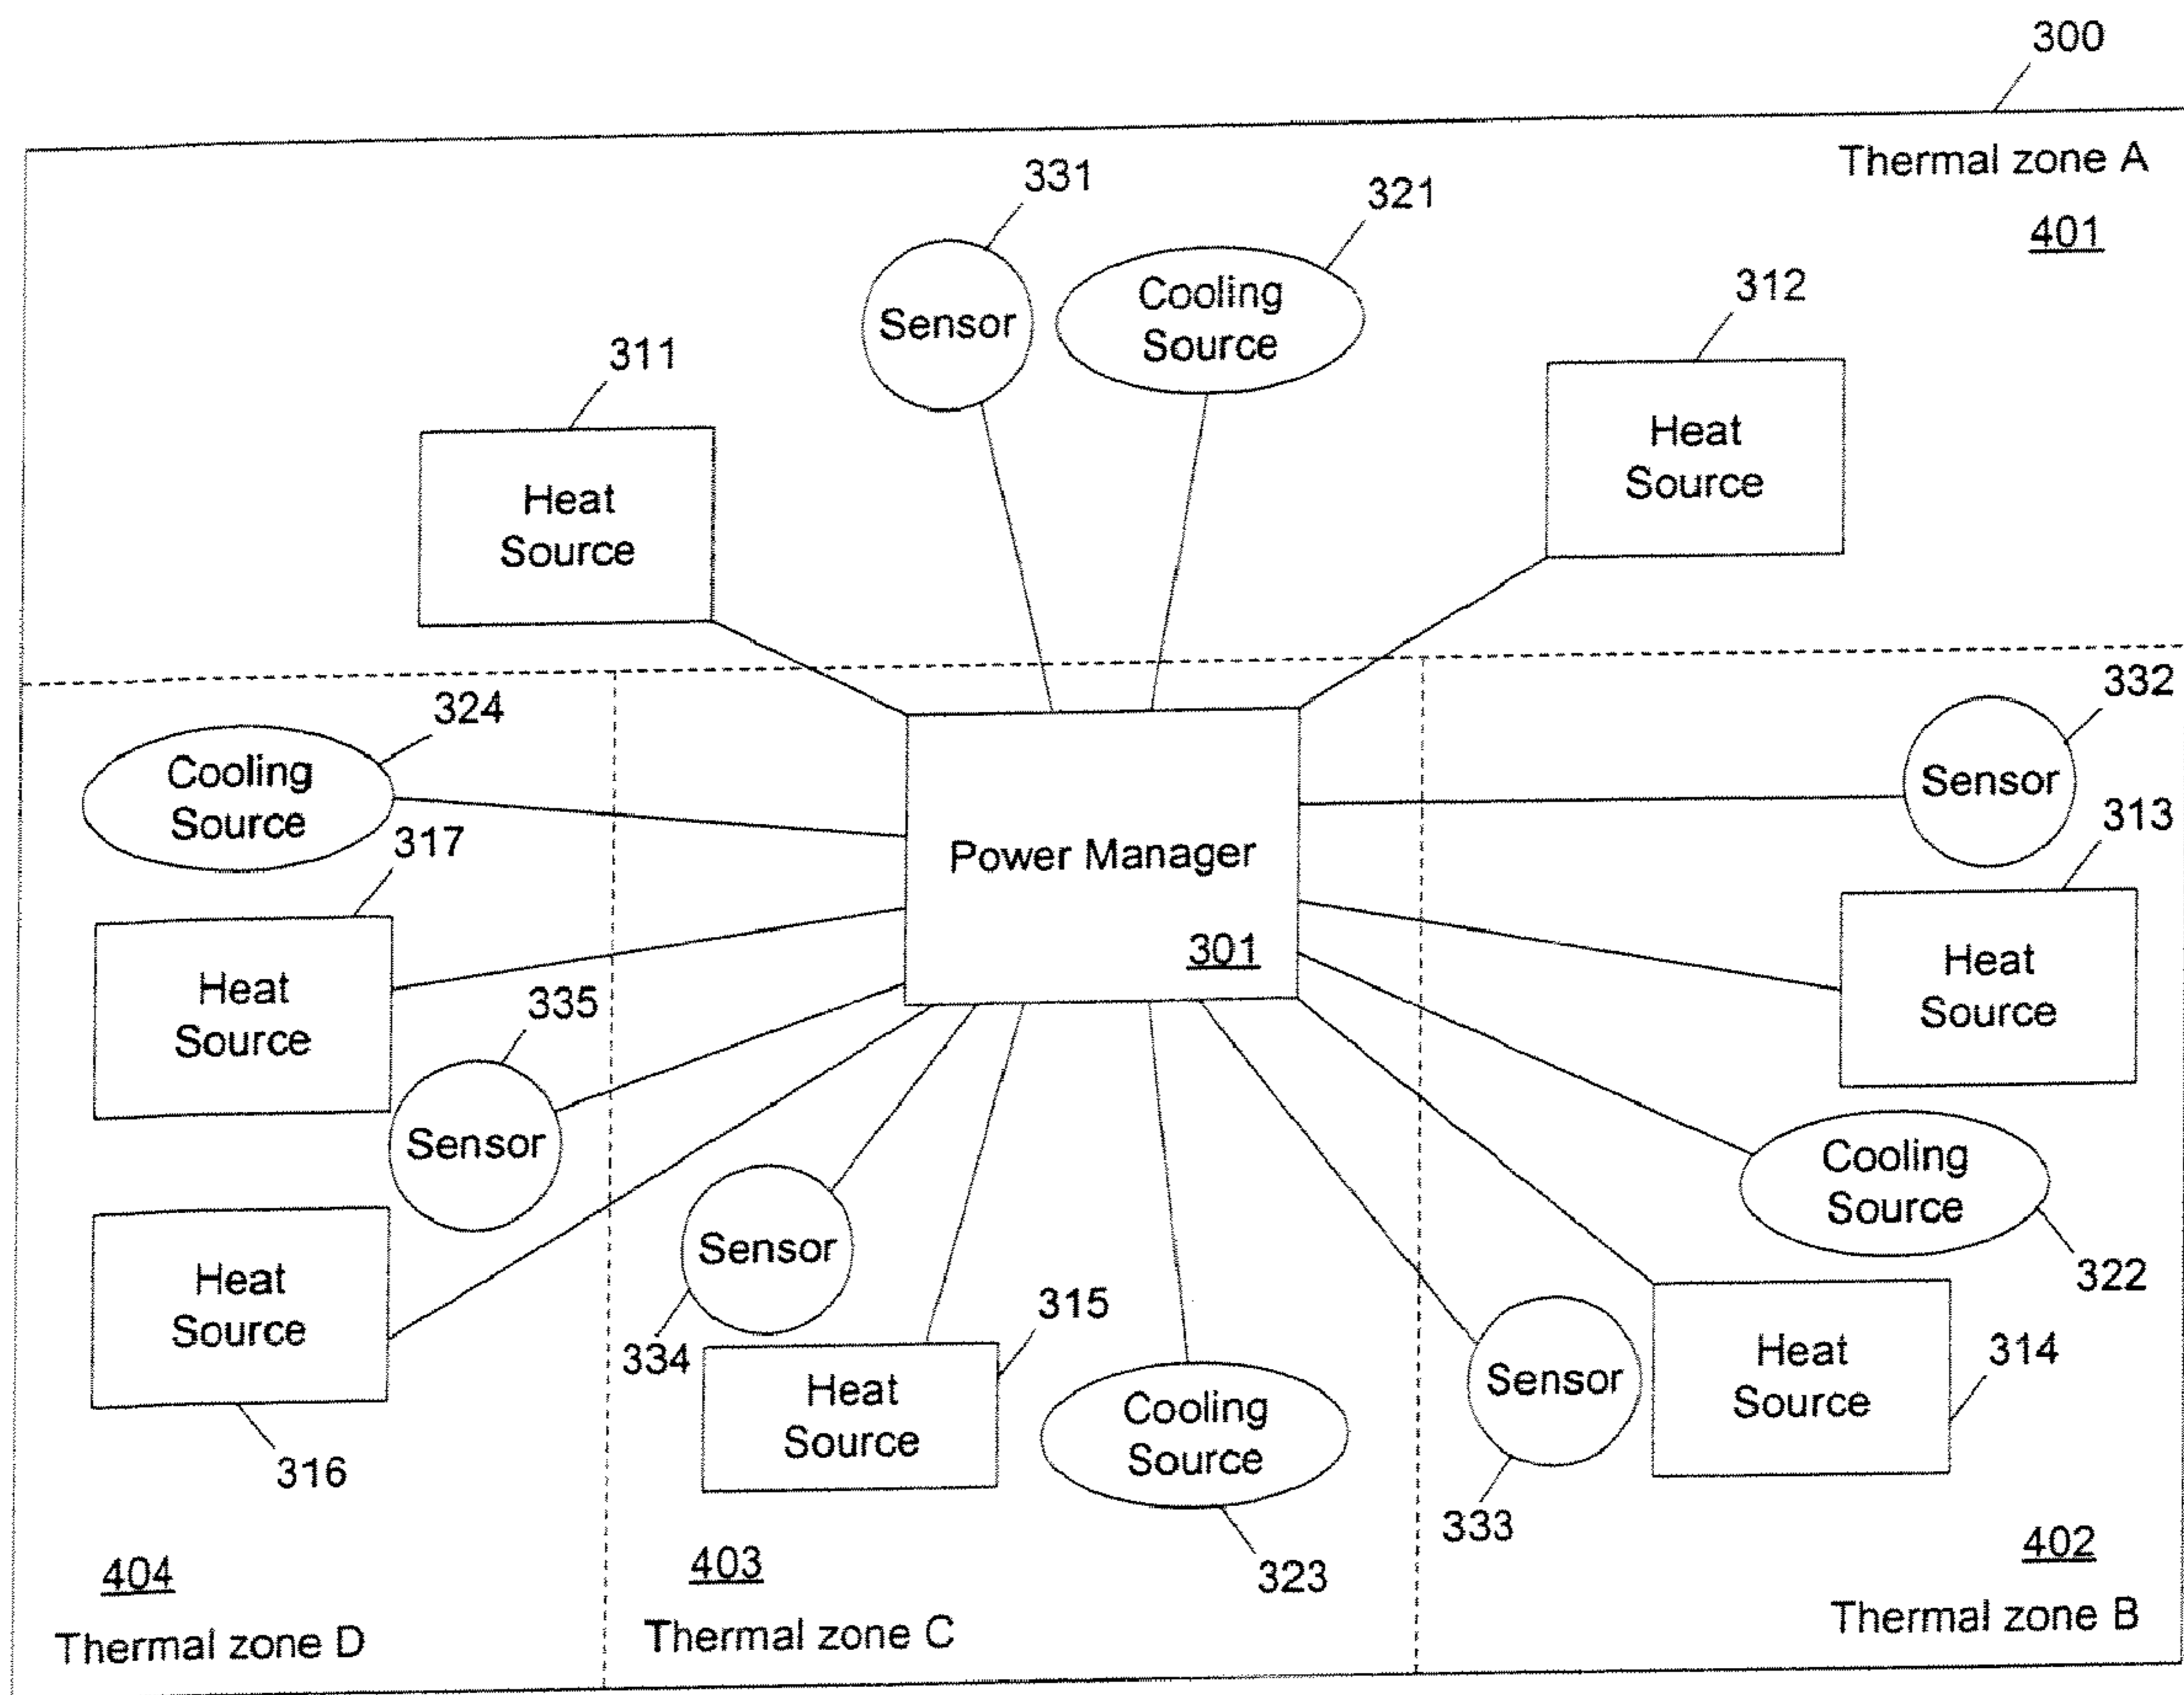 300
Thermal zone A
401
331
321
Sensor
Cooling
Source
312
311
Heat
Source
Heat
Source
324
332
Cooling
Source
Sensor
317
313
Power Manager
301
Heat
Source
Heat
Source
335
Sensor
Cooling
Source
322
Sensor
Heat
Source
334
315
314
Heat
Source
Heat
Source
Sensor
Cooling
Source
316
333
323
404
403
402
Thermal zone D
Thermal zone C
Thermal zone B